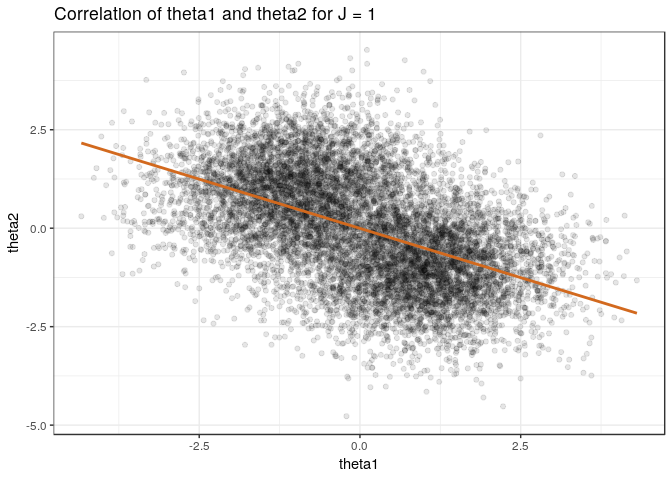 Correlation of theta1 and theta2 for J = 1
theta2
2.5
0.0
-2.5
-5.0
-2.5
0.0
2.5
theta1